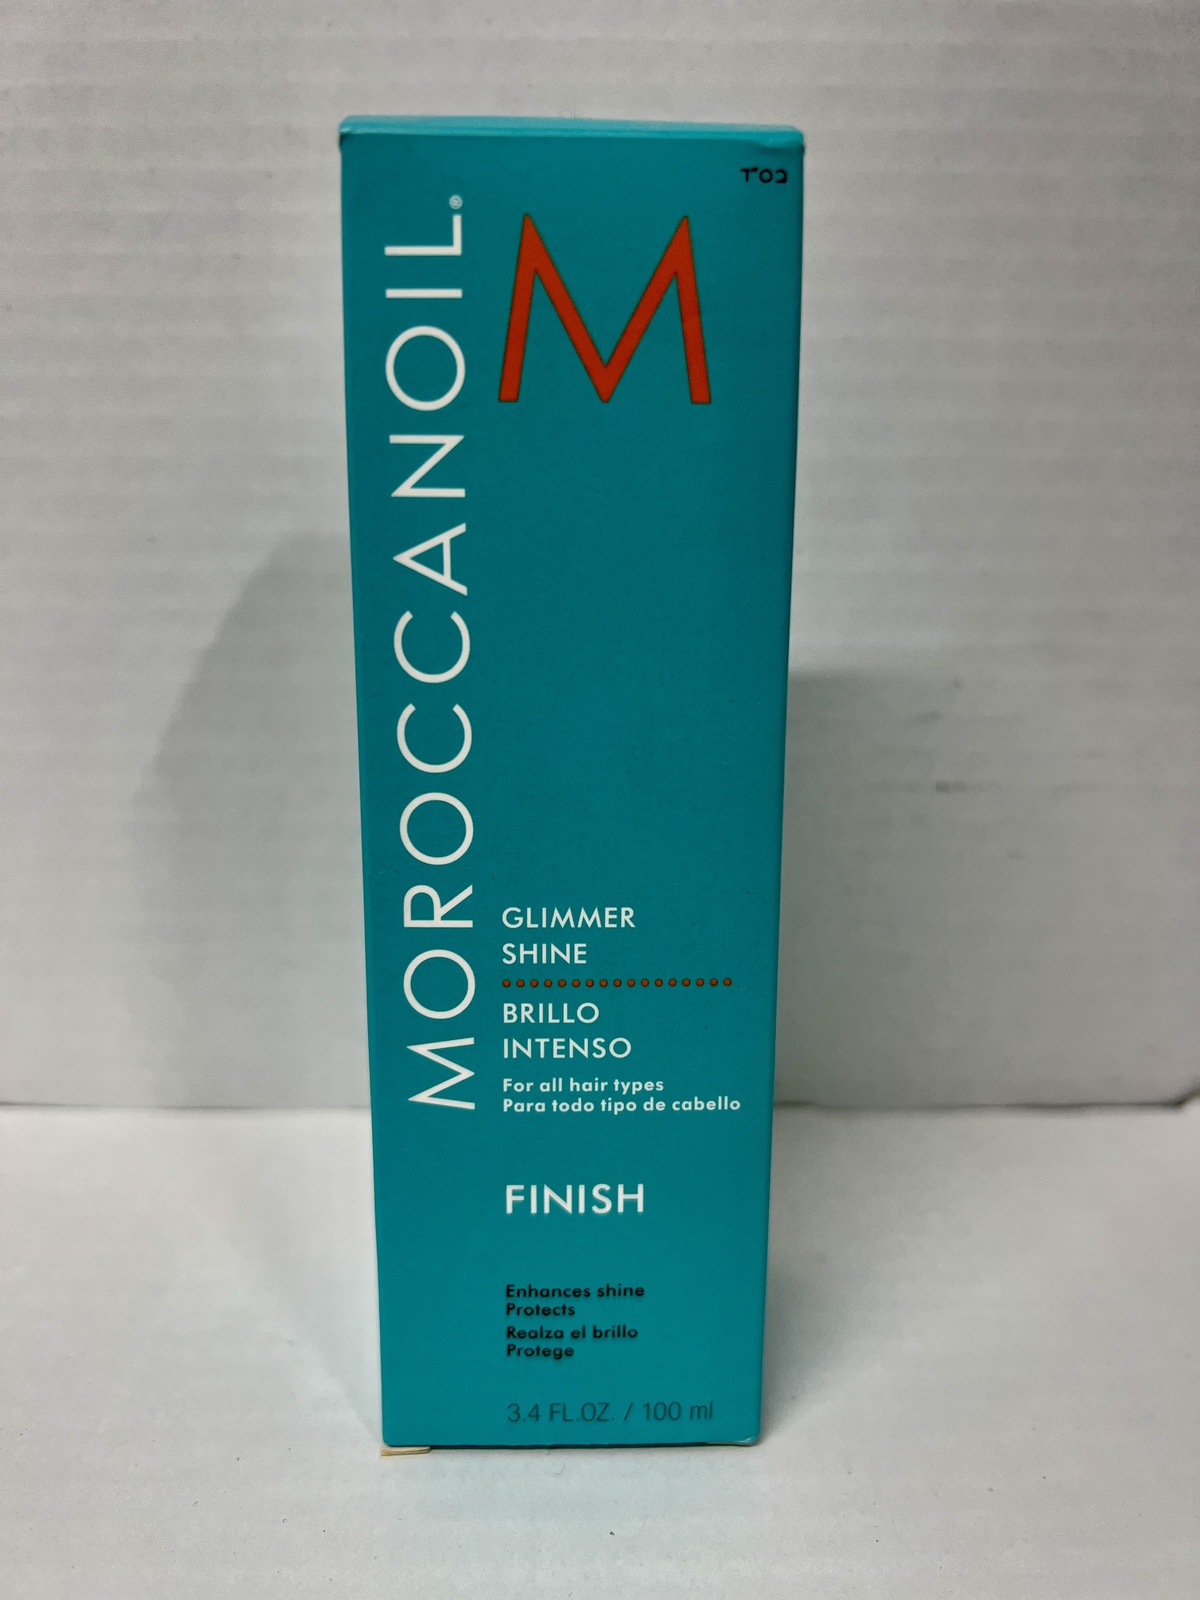 בס"ד
M
MOROCCANOIL®
GLIMMER
SHINE
BRILLO
INTENSO
For all hair types
Para todo tipo de cabello
FINISH
Enhances shine
Protects
Realza el brillo
Protege
3.4 FL.OZ. / 100 ml